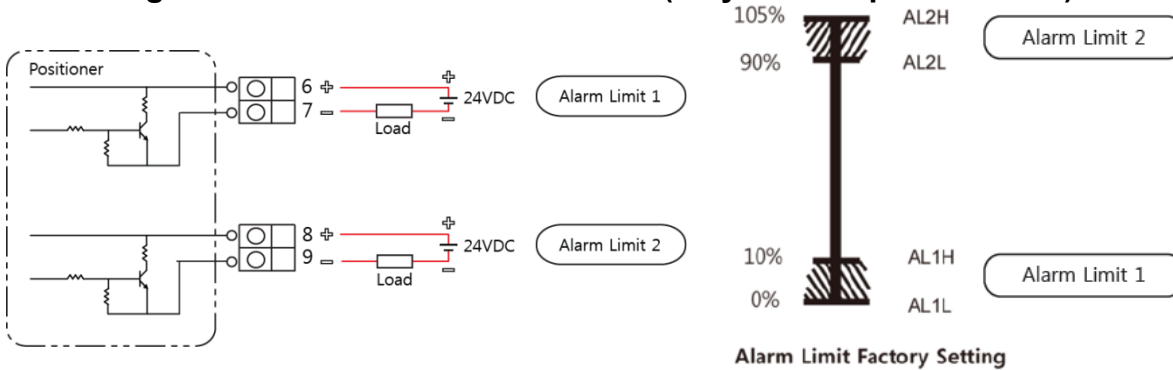 Positioner
6
7
24VDC
Load
Alarm Limit 1
8
9
24VDC
Load
Alarm Limit 2
105%
AL2H
Alarm Limit 2
90%
AL2L
10%
AL1H
Alarm Limit 1
0%
AL1L
Alarm Limit Factory Setting